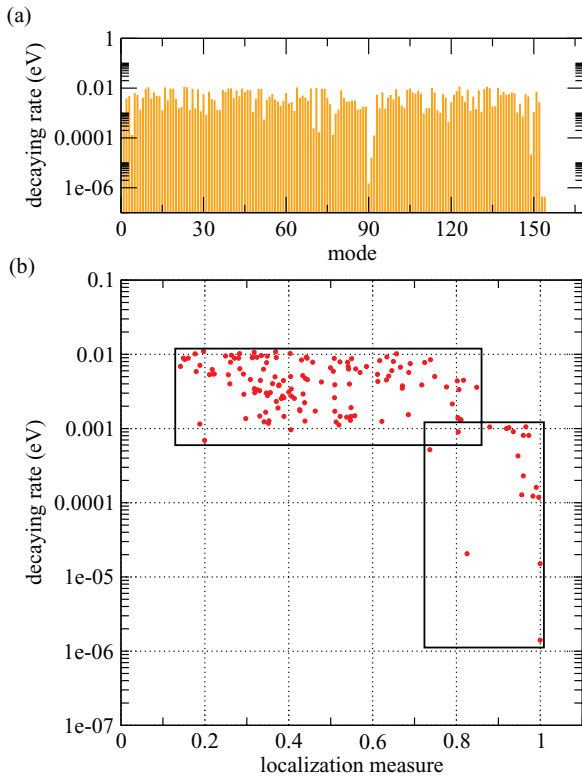 (a)
decaying rate (eV)
1
0.01
0.0001
1e-06
0 30 60 90 120 150
mode
(b)
decaying rate (eV)
0.1
0.01
0.001
0.0001
1e-05
1e-06
1e-07
0 0.2 0.4 0.6 0.8 1
localization measure